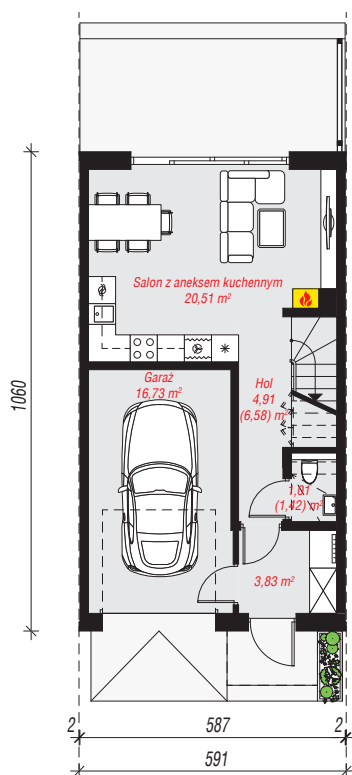 Salon z aneksem kuchennym
20,51 m²
Garaż
16,73 m²
Hol
4,91
(6,58) m²
1,01
(1,42) m²
3,83 m²
1060
2
587
2
591